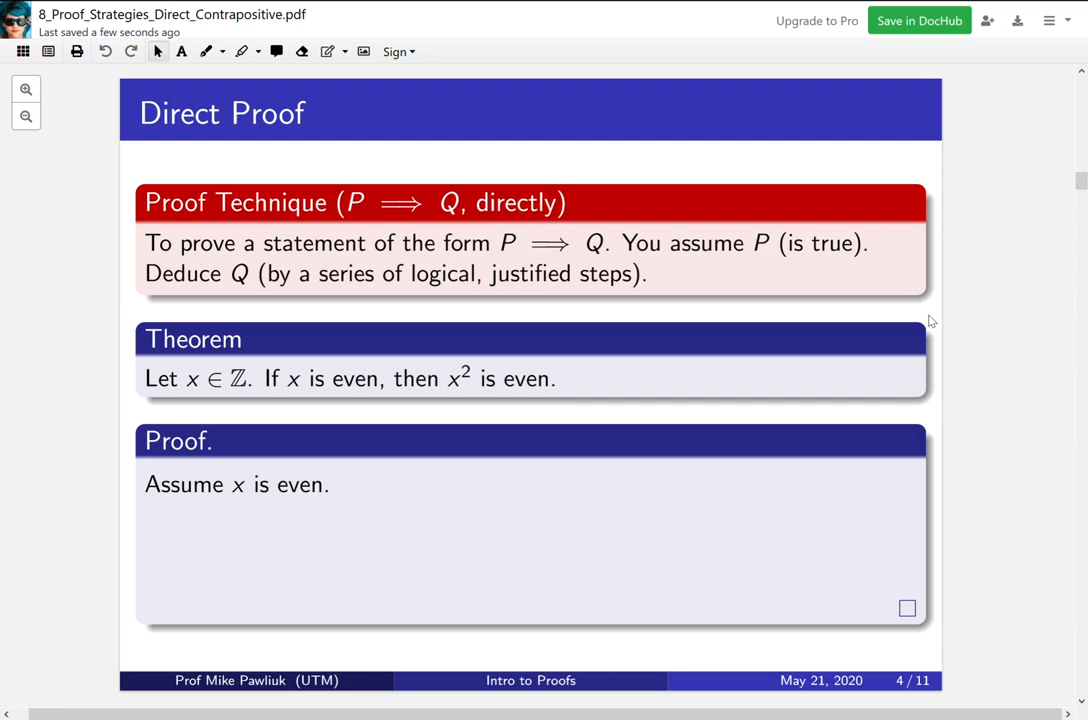 8_Proof_Strategies_Direct_Contrapositive.pdf
Last saved a few seconds ago
Upgrade to Pro
Save in DocHub
A
Sign
Direct Proof
Proof Technique (P ⟹ Q, directly)
To prove a statement of the form P ⟹ Q. You assume P (is true).
Deduce Q (by a series of logical, justified steps).
Theorem
Let x ∈ ℤ. If x is even, then x² is even.
Proof.
Assume x is even.
Prof Mike Pawliuk (UTM)
Intro to Proofs
May 21, 2020
4 / 11